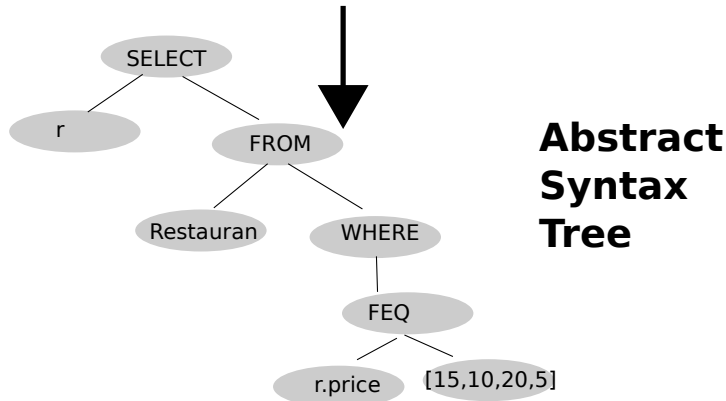 SELECT
r
FROM
Abstract
Syntax
Tree
Restauran
WHERE
FEQ
r.price
[15,10,20,5]